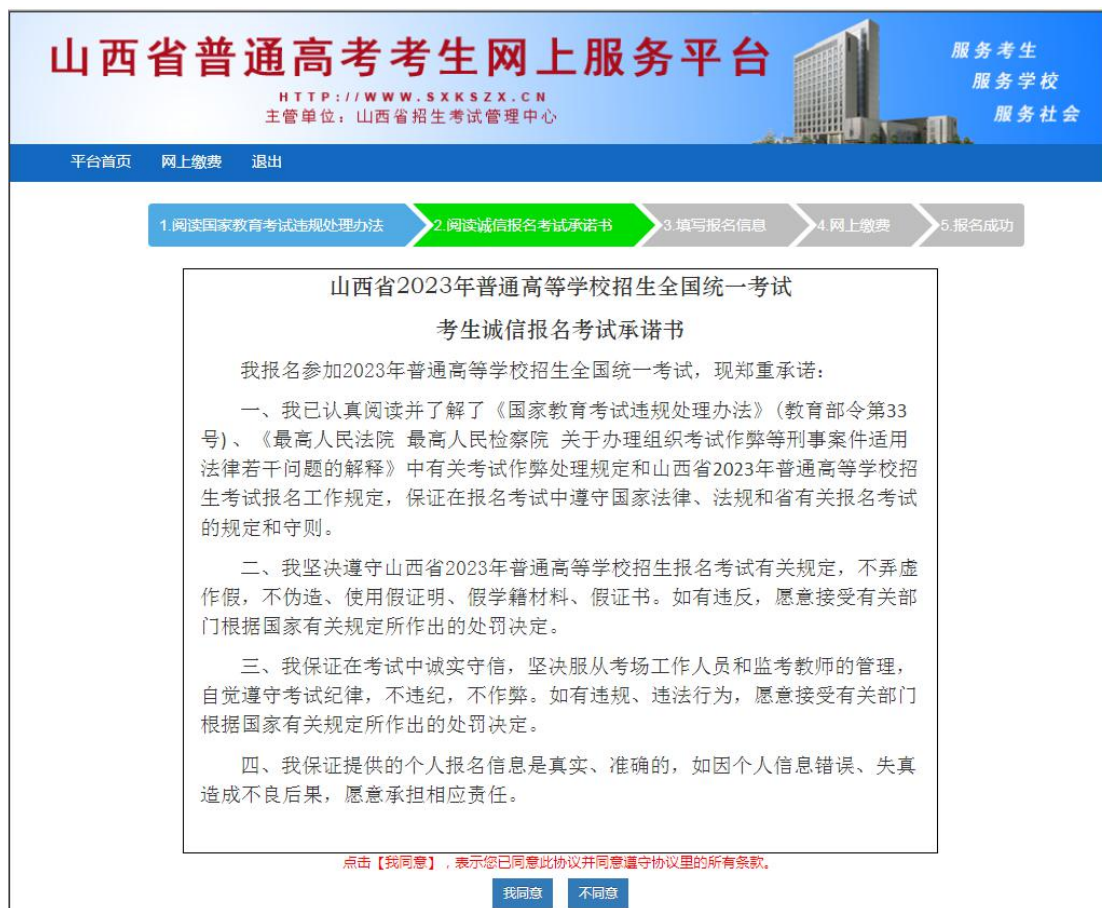 山西省普通高考考生网上服务平台
HTTP://WWW.SXKSZX.CN
主管单位：山西省招生考试管理中心
服务考生
服务学校
服务社会
平台首页 网上缴费 退出
1.阅读国家教育考试违规处理办法 2.阅读诚信报名考试承诺书 3.填写报名信息 4.网上缴费 5.报名成功
山西省2023年普通高等学校招生全国统一考试
考生诚信报名考试承诺书
我报名参加2023年普通高等学校招生全国统一考试，现郑重承诺：
一、我已认真阅读并了解了《国家教育考试违规处理办法》(教育部令第33
号)、《最高人民法院 最高人民检察院 关于办理组织考试作弊等刑事案件适用
法律若干问题的解释》中有关考试作弊处理规定和山西省2023年普通高等学校招
生考试报名工作规定，保证在报名考试中遵守国家法律、法规和省有关报名考试
的规定和守则。
二、我坚决遵守山西省2023年普通高等学校招生报名考试有关规定，不弄虚
作假，不伪造、使用假证明、假学籍材料、假证书。如有违反，愿意接受有关部
门根据国家有关规定所作出的处罚决定。
三、我保证在考试中诚实守信，坚决服从考场工作人员和监考教师的管理，
自觉遵守考试纪律，不违纪，不作弊。如有违规、违法行为，愿意接受有关部门
根据国家有关规定所作出的处罚决定。
四、我保证提供的个人报名信息是真实、准确的，如因个人信息错误、失真
造成不良后果，愿意承担相应责任。
点击【我同意】，表示您已同意此协议并同意遵守协议里的所有条款。
我同意 不同意